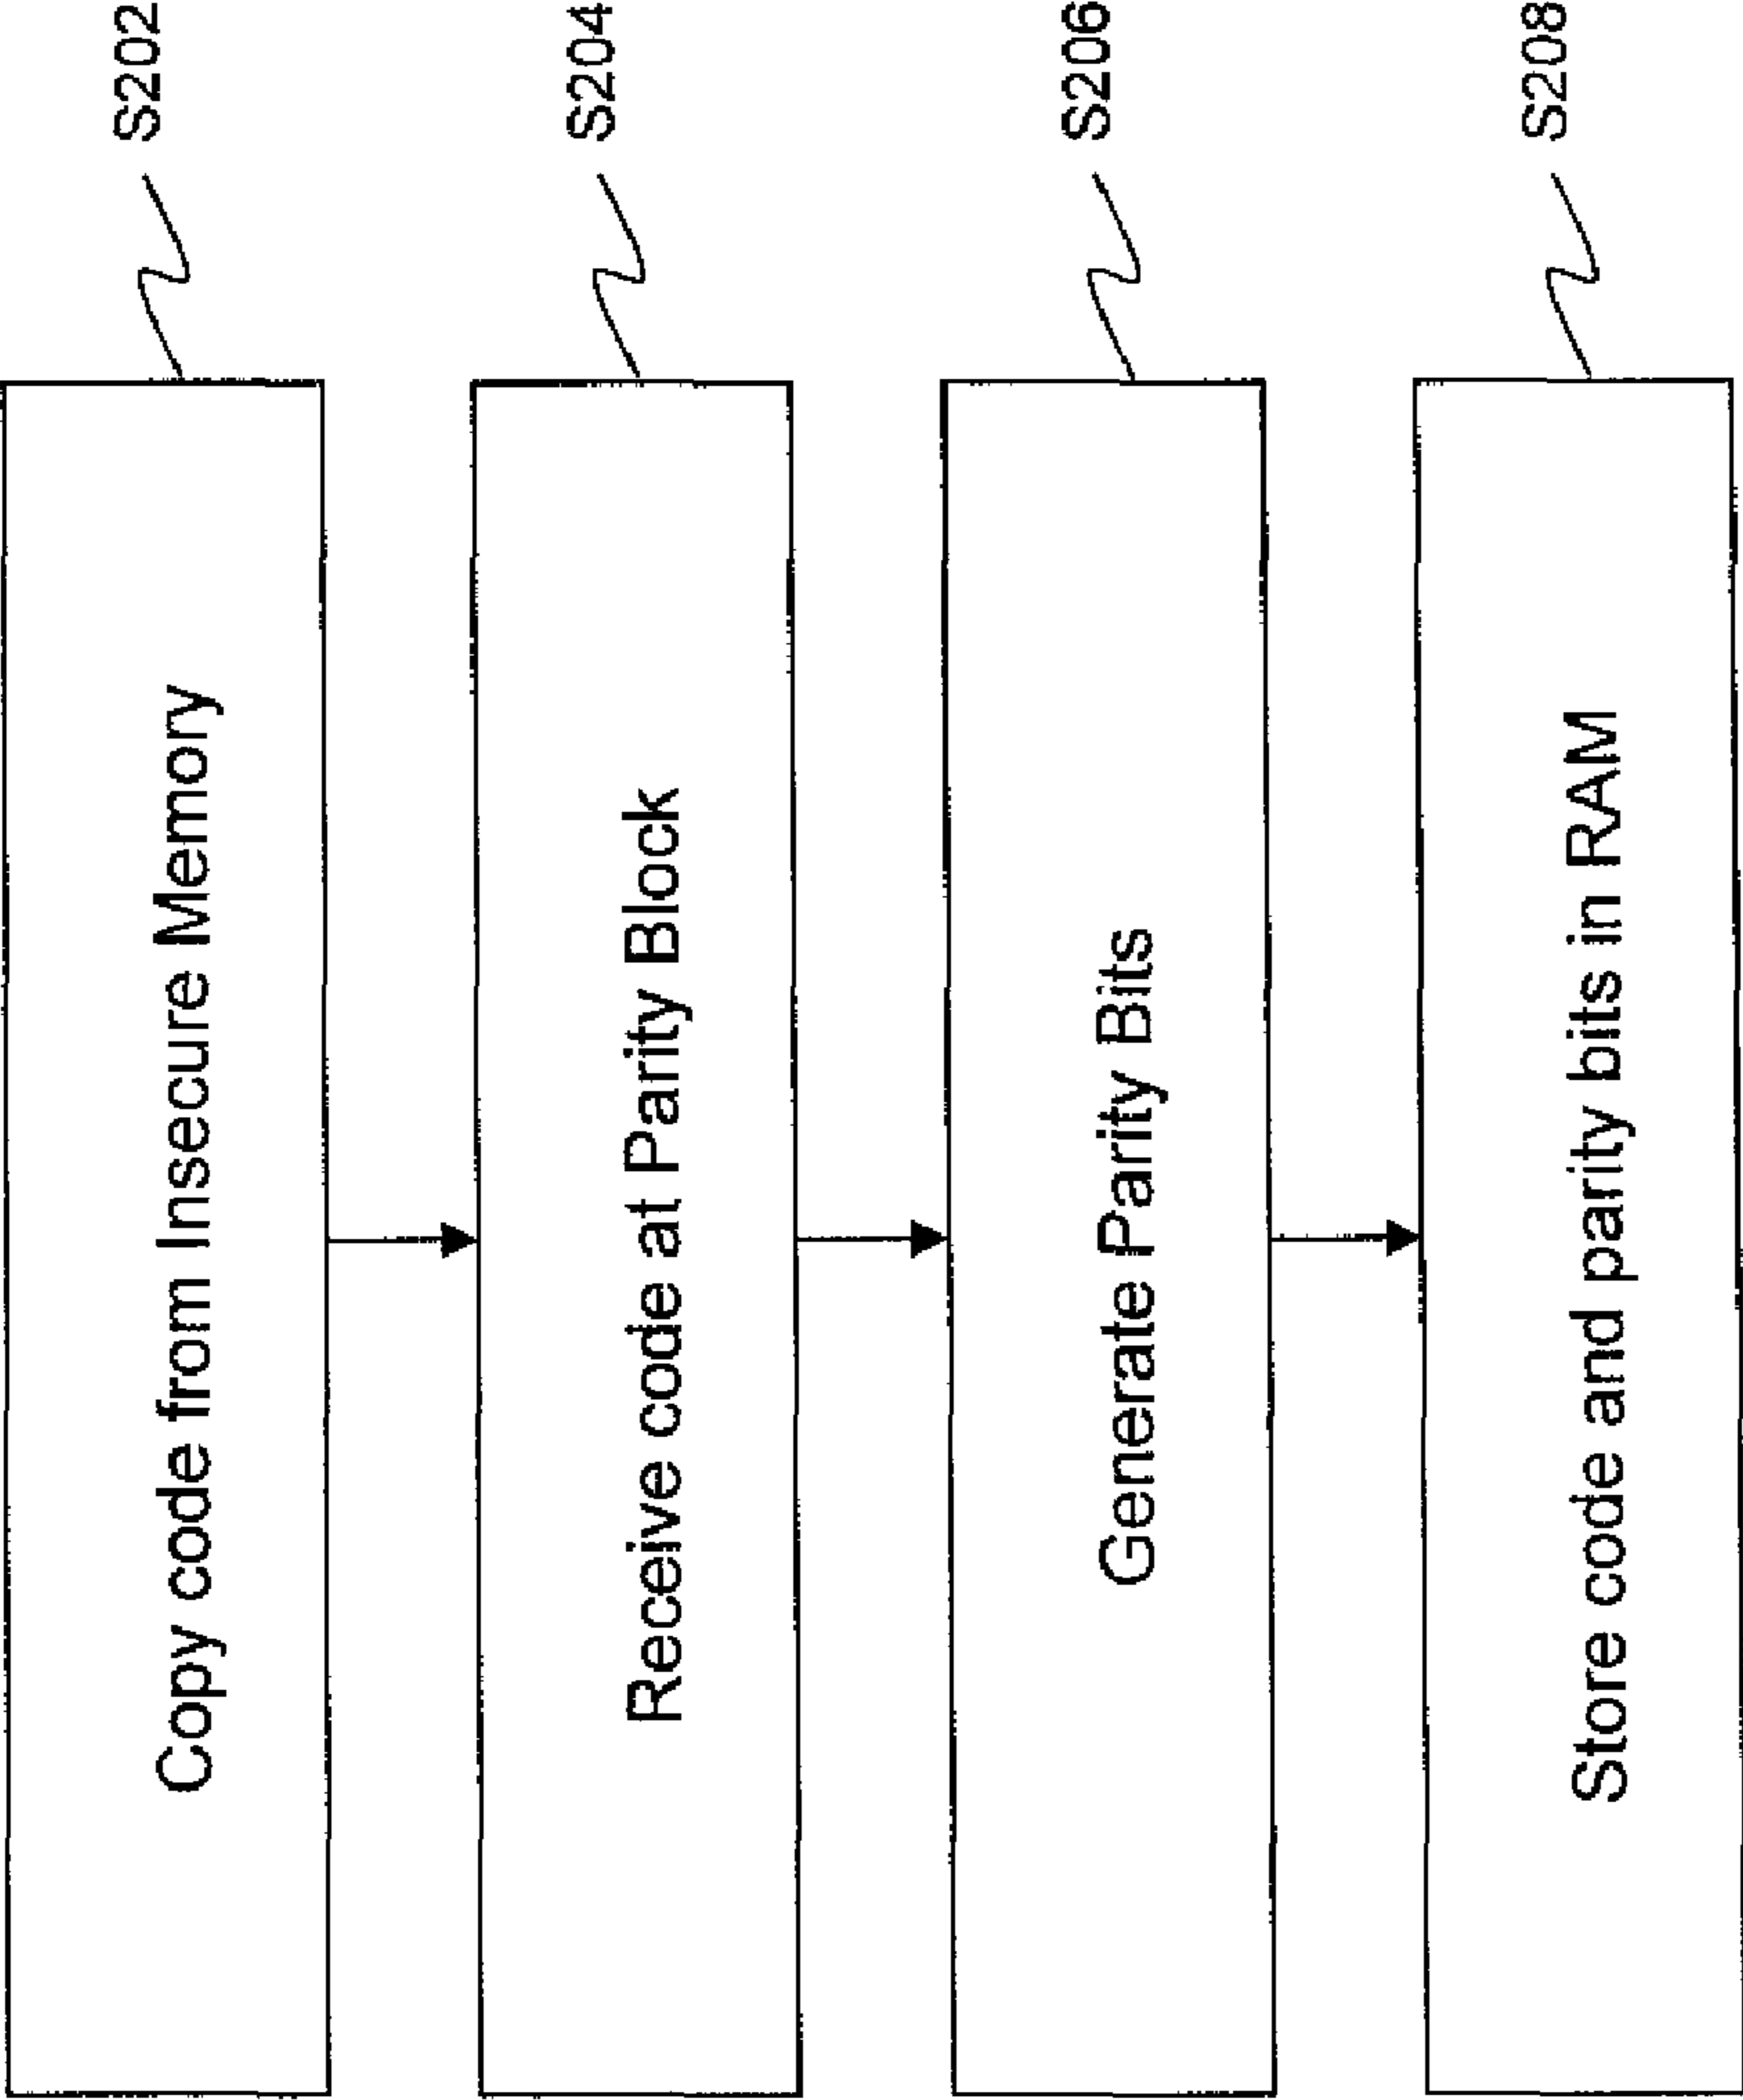 Copy code from Insecure Memory
S202
Receive code at Parity Block
S204
Generate Parity Bits
S206
Store code and parity bits in RAM
S208